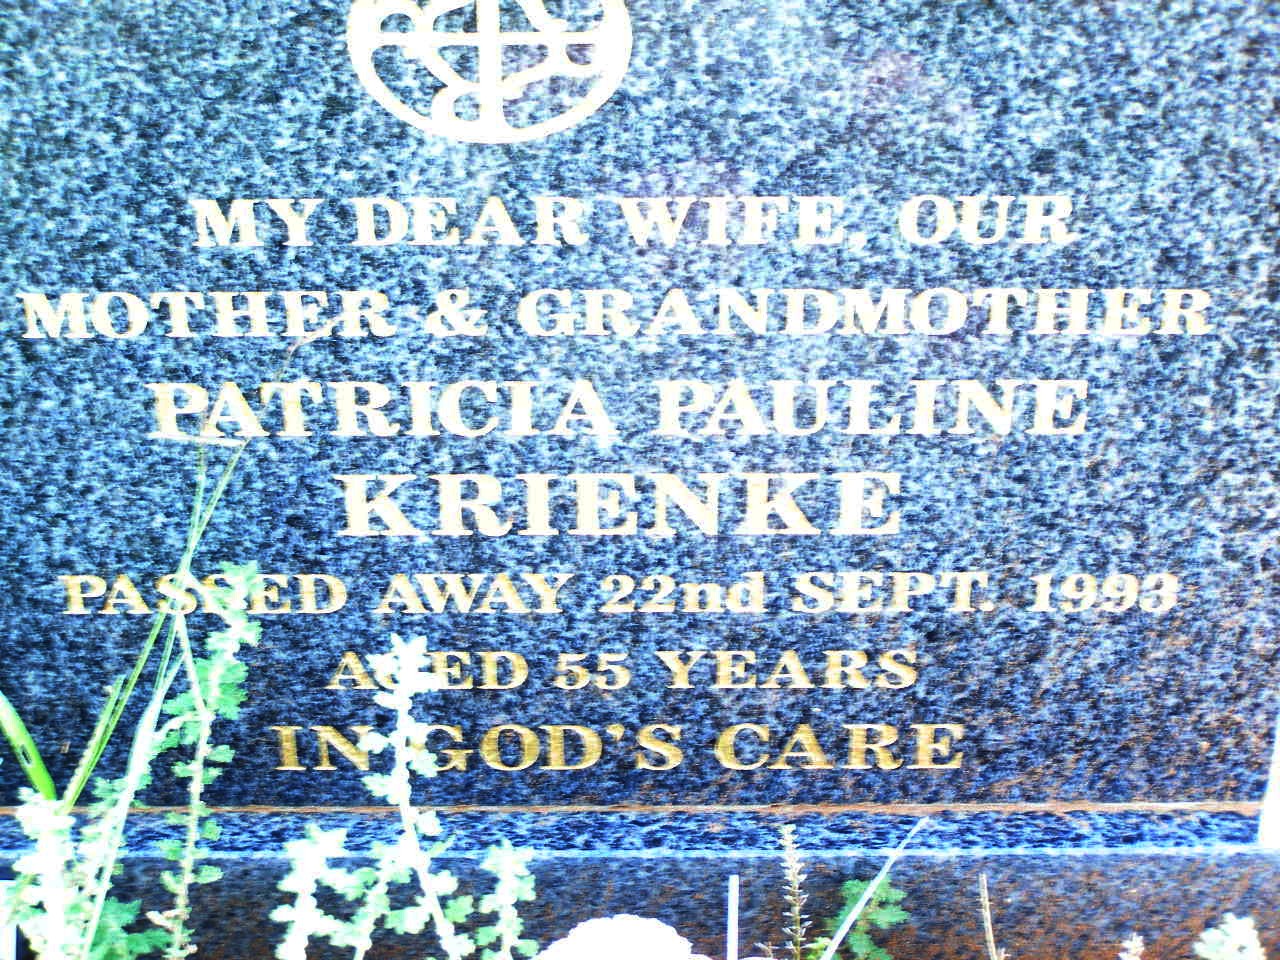 MY DEAR WIFE, OUR
MOTHER & GRANDMOTHER
PATRICIA PAULINE
KRIENKE
PASSED AWAY 22nd SEPT. 1993
AGED 55 YEARS
IN GOD'S CARE